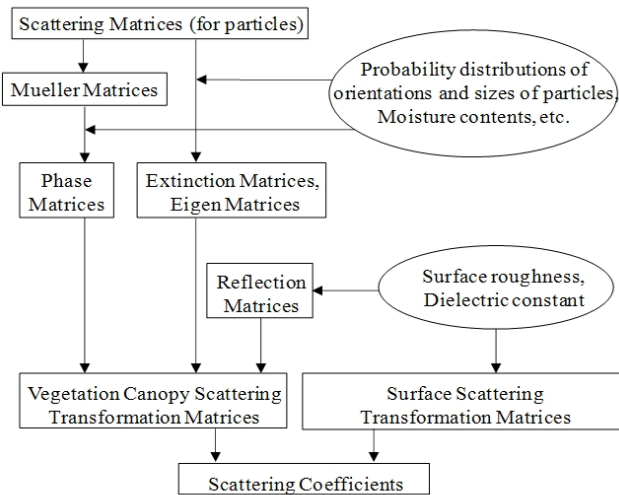 Scattering Matrices (for particles)
Mueller Matrices
Probability distributions of
orientations and sizes of particles,
Moisture contents, etc.
Phase
Matrices
Extinction Matrices,
Eigen Matrices
Reflection
Matrices
Surface roughness,
Dielectric constant
Vegetation Canopy Scattering
Transformation Matrices
Surface Scattering
Transformation Matrices
Scattering Coefficients